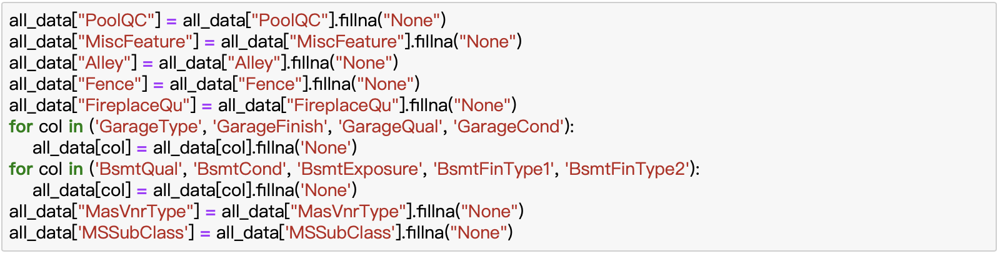 all_data["PoolQC"] = all_data["PoolQC"].fillna("None")
all_data["MiscFeature"] = all_data["MiscFeature"].fillna("None")
all_data["Alley"] = all_data["Alley"].fillna("None")
all_data["Fence"] = all_data["Fence"].fillna("None")
all_data["FireplaceQu"] = all_data["FireplaceQu"].fillna("None")
for col in ('GarageType', 'GarageFinish', 'GarageQual', 'GarageCond'):
    all_data[col] = all_data[col].fillna('None')
for col in ('BsmtQual', 'BsmtCond', 'BsmtExposure', 'BsmtFinType1', 'BsmtFinType2'):
    all_data[col] = all_data[col].fillna('None')
all_data["MasVnrType"] = all_data["MasVnrType"].fillna("None")
all_data['MSSubClass'] = all_data['MSSubClass'].fillna("None")